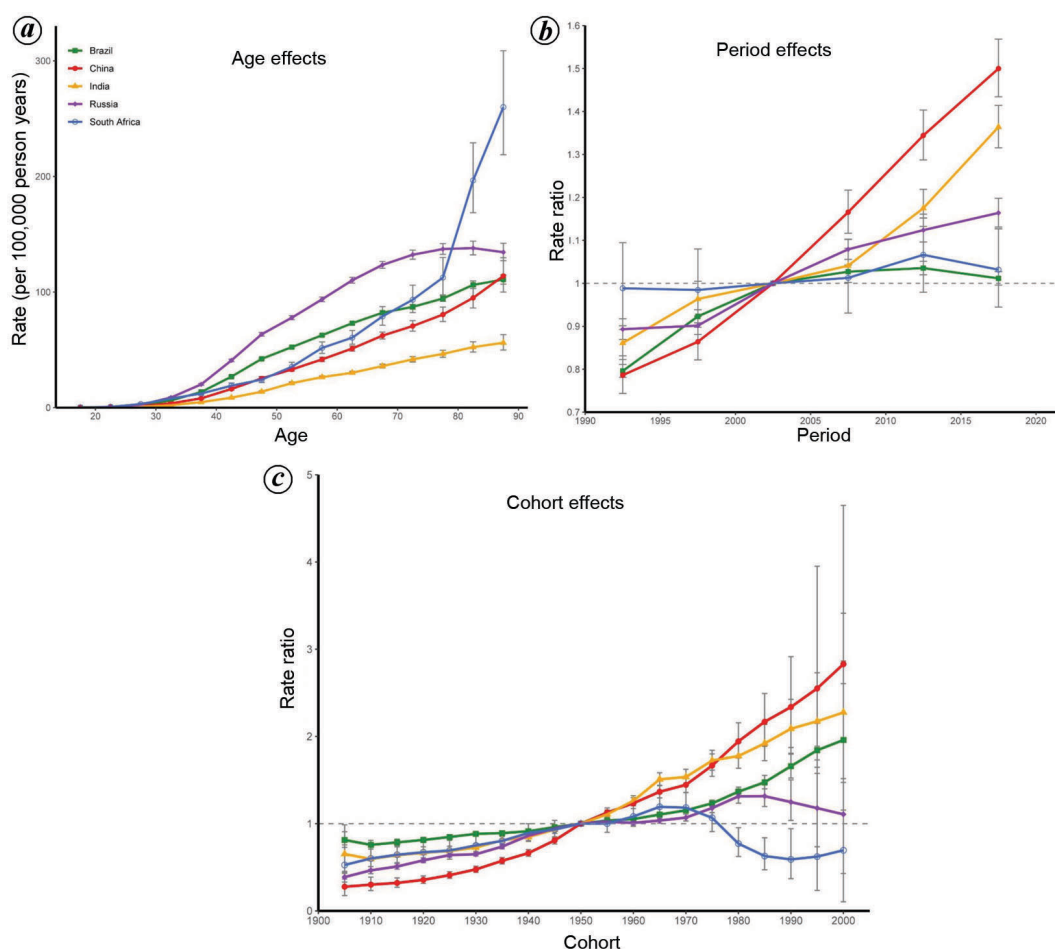 a
Age effects
Brazil
China
India
Russia
South Africa
Rate (per 100,000 person years)
300
200
100
0
20 30 40 50 60 70 80 90
Age
b
Period effects
Rate ratio
1.6
1.5
1.4
1.3
1.2
1.1
1
0.9
0.8
0.7
1990 1995 2000 2005 2010 2015 2020
Period
c
Cohort effects
Rate ratio
5
4
3
2
1
0
1900 1910 1920 1930 1940 1950 1960 1970 1980 1990 2000
Cohort